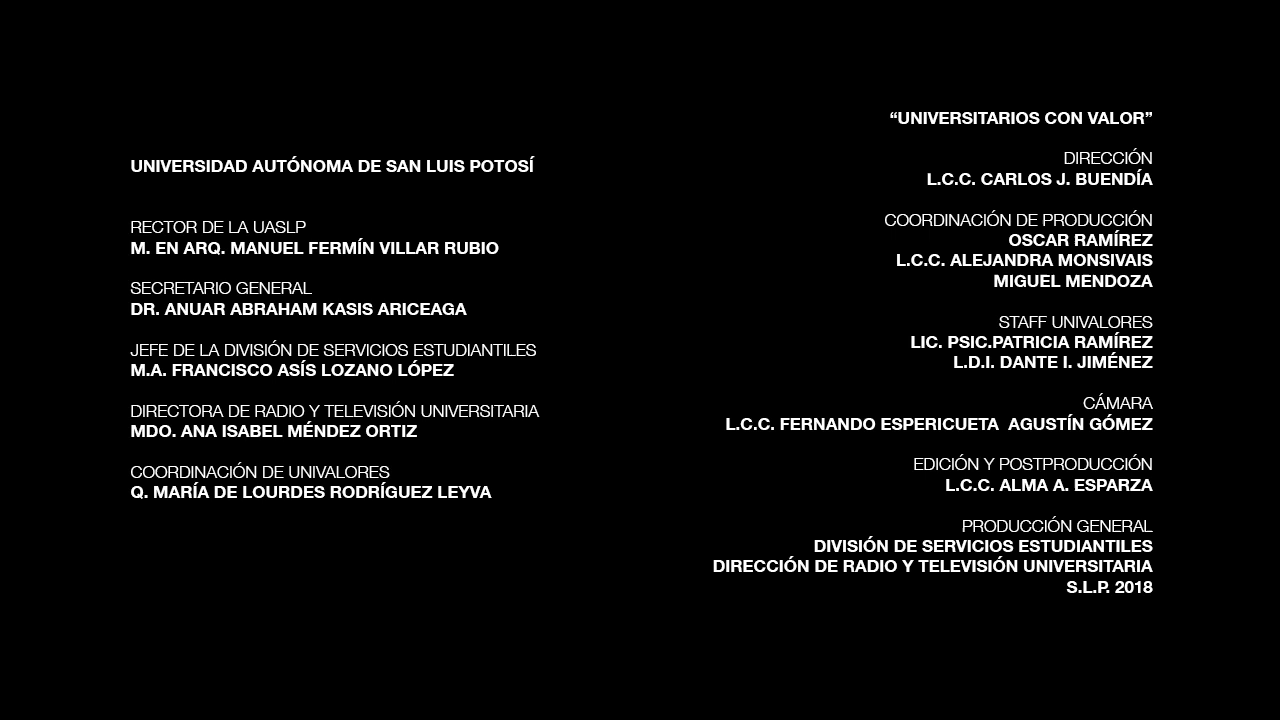 UNIVERSIDAD AUTÓNOMA DE SAN LUIS POTOSÍ
RECTOR DE LA UASLP
M. EN ARQ. MANUEL FERMÍN VILLAR RUBIO
SECRETARIO GENERAL
DR. ANUAR ABRAHAM KASIS ARICEAGA
JEFE DE LA DIVISIÓN DE SERVICIOS ESTUDIANTILES
M.A. FRANCISCO ASÍS LOZANO LÓPEZ
DIRECTORA DE RADIO Y TELEVISIÓN UNIVERSITARIA
MDO. ANA ISABEL MÉNDEZ ORTIZ
COORDINACIÓN DE UNIVALORES
Q. MARÍA DE LOURDES RODRÍGUEZ LEYVA
“UNIVERSITARIOS CON VALOR”
DIRECCIÓN
L.C.C. CARLOS J. BUENDÍA
COORDINACIÓN DE PRODUCCIÓN
OSCAR RAMÍREZ
L.C.C. ALEJANDRA MONSIVAIS
MIGUEL MENDOZA
STAFF UNIVALORES
LIC. PSIC.PATRICIA RAMÍREZ
L.D.I. DANTE I. JIMÉNEZ
CÁMARA
L.C.C. FERNANDO ESPERICUETA  AGUSTÍN GÓMEZ
EDICIÓN Y POSTPRODUCCIÓN
L.C.C. ALMA A. ESPARZA
PRODUCCIÓN GENERAL
DIVISIÓN DE SERVICIOS ESTUDIANTILES
DIRECCIÓN DE RADIO Y TELEVISIÓN UNIVERSITARIA
S.L.P. 2018